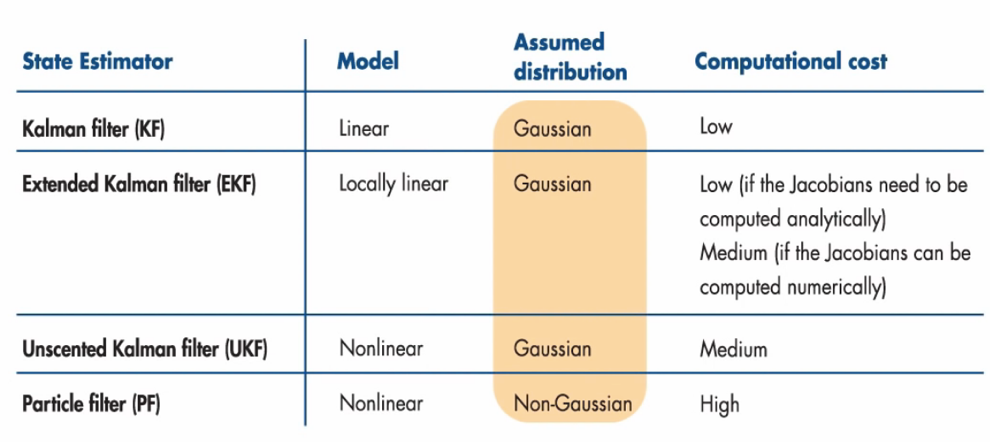 State Estimator Model Assumed distribution Computational cost
Kalman filter (KF) Linear Gaussian Low
Extended Kalman filter (EKF) Locally linear Gaussian Low (if the Jacobians need to be
computed analytically)
Medium (if the Jacobians can be
computed numerically)
Unscented Kalman filter (UKF) Nonlinear Gaussian Medium
Particle filter (PF) Nonlinear Non-Gaussian High